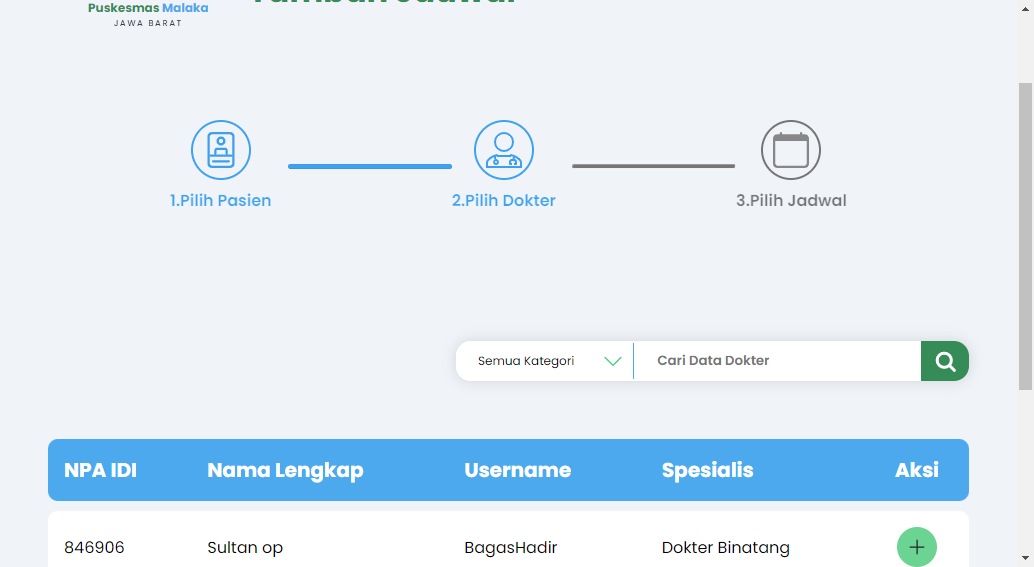 Puskesmas Malaka
JAWA BARAT
1.Pilih Pasien
2.Pilih Dokter
3.Pilih Jadwal
Semua Kategori
Cari Data Dokter
NPA IDI Nama Lengkap Username Spesialis Aksi
846906 Sultan op BagasHadir Dokter Binatang